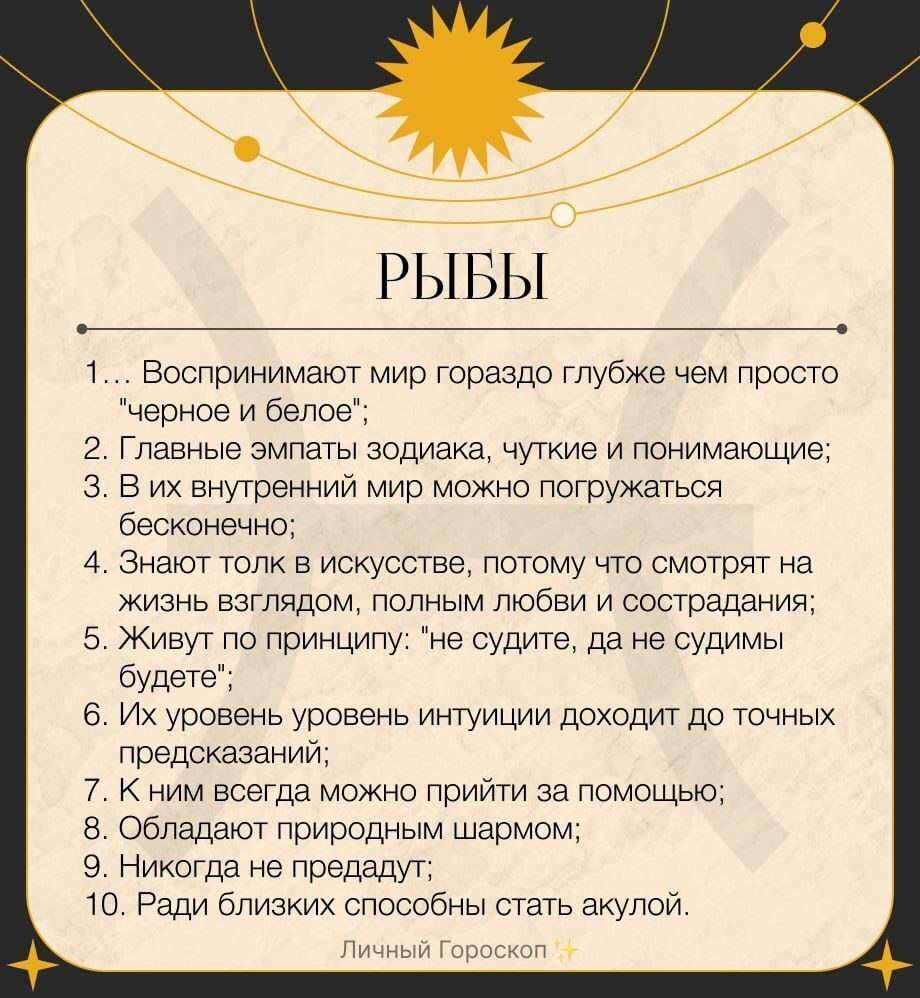 РЫБЫ
1… Воспринимают мир гораздо глубже чем просто
"черное и белое";
2. Главные эмпаты зодиака, чуткие и понимающие;
3. В их внутренний мир можно погружаться
бесконечно;
4. Знают толк в искусстве, потому что смотрят на
жизнь взглядом, полным любви и сострадания;
5. Живут по принципу: "не судите, да не судимы
будете";
6. Их уровень уровень интуиции доходит до точных
предсказаний;
7. К ним всегда можно прийти за помощью;
8. Обладают природным шармом;
9. Никогда не предадут;
10. Ради близких способны стать акулой.
Личный Гороскоп ✨